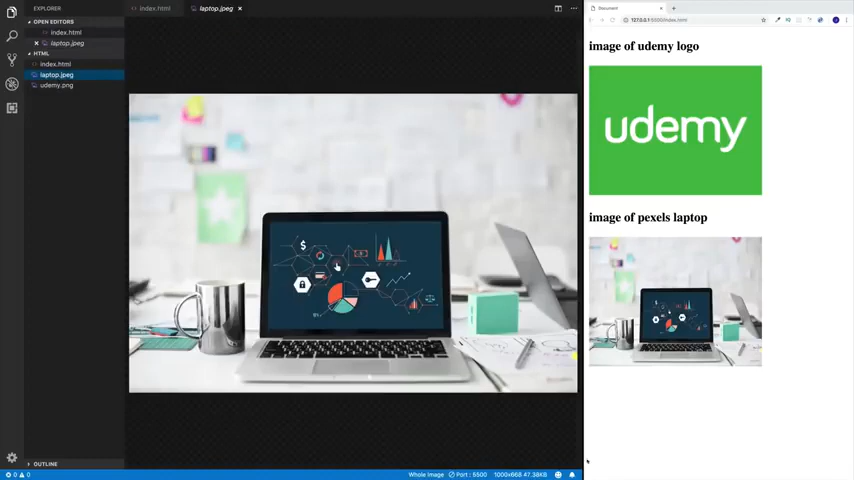 EXPLORER
OPEN EDITORS
index.html
laptop.jpeg
HTML
index.html
laptop.jpeg
udemy.png
OUTLINE
0 0
index.html
laptop.jpeg
$
Whole Image
Port : 5500
1000x668 47.38KB
Document
127.0.0.1:5500/index.html
image of udemy logo
udemy
image of pexels laptop